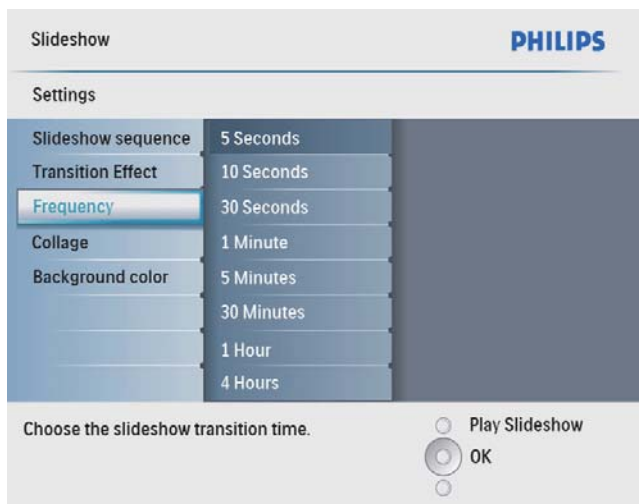 Slideshow
PHILIPS
Settings
Slideshow sequence
Transition Effect
Frequency
Collage
Background color
5 Seconds
10 Seconds
30 Seconds
1 Minute
5 Minutes
30 Minutes
1 Hour
4 Hours
Choose the slideshow transition time.
Play Slideshow
OK